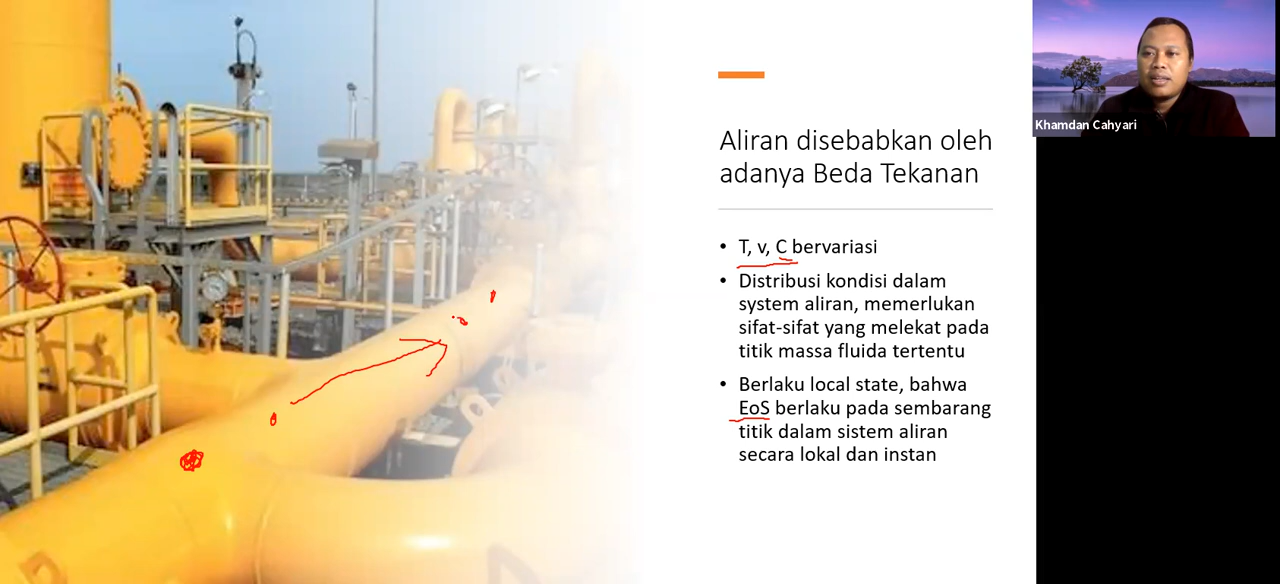 Aliran disebabkan oleh
adanya Beda Tekanan
• T, v, C bervariasi
• Distribusi kondisi dalam
system aliran, memerlukan
sifat-sifat yang melekat pada
titik massa fluida tertentu
• Berlaku local state, bahwa
EoS berlaku pada sembarang
titik dalam sistem aliran
secara lokal dan instan
Khamdan Cahyari